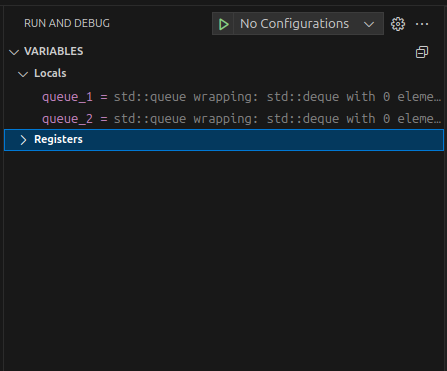 RUN AND DEBUG No Configurations
VARIABLES
Locals
queue_1 = std::queue wrapping: std::deque with 0 eleme…
queue_2 = std::queue wrapping: std::deque with 0 eleme…
Registers